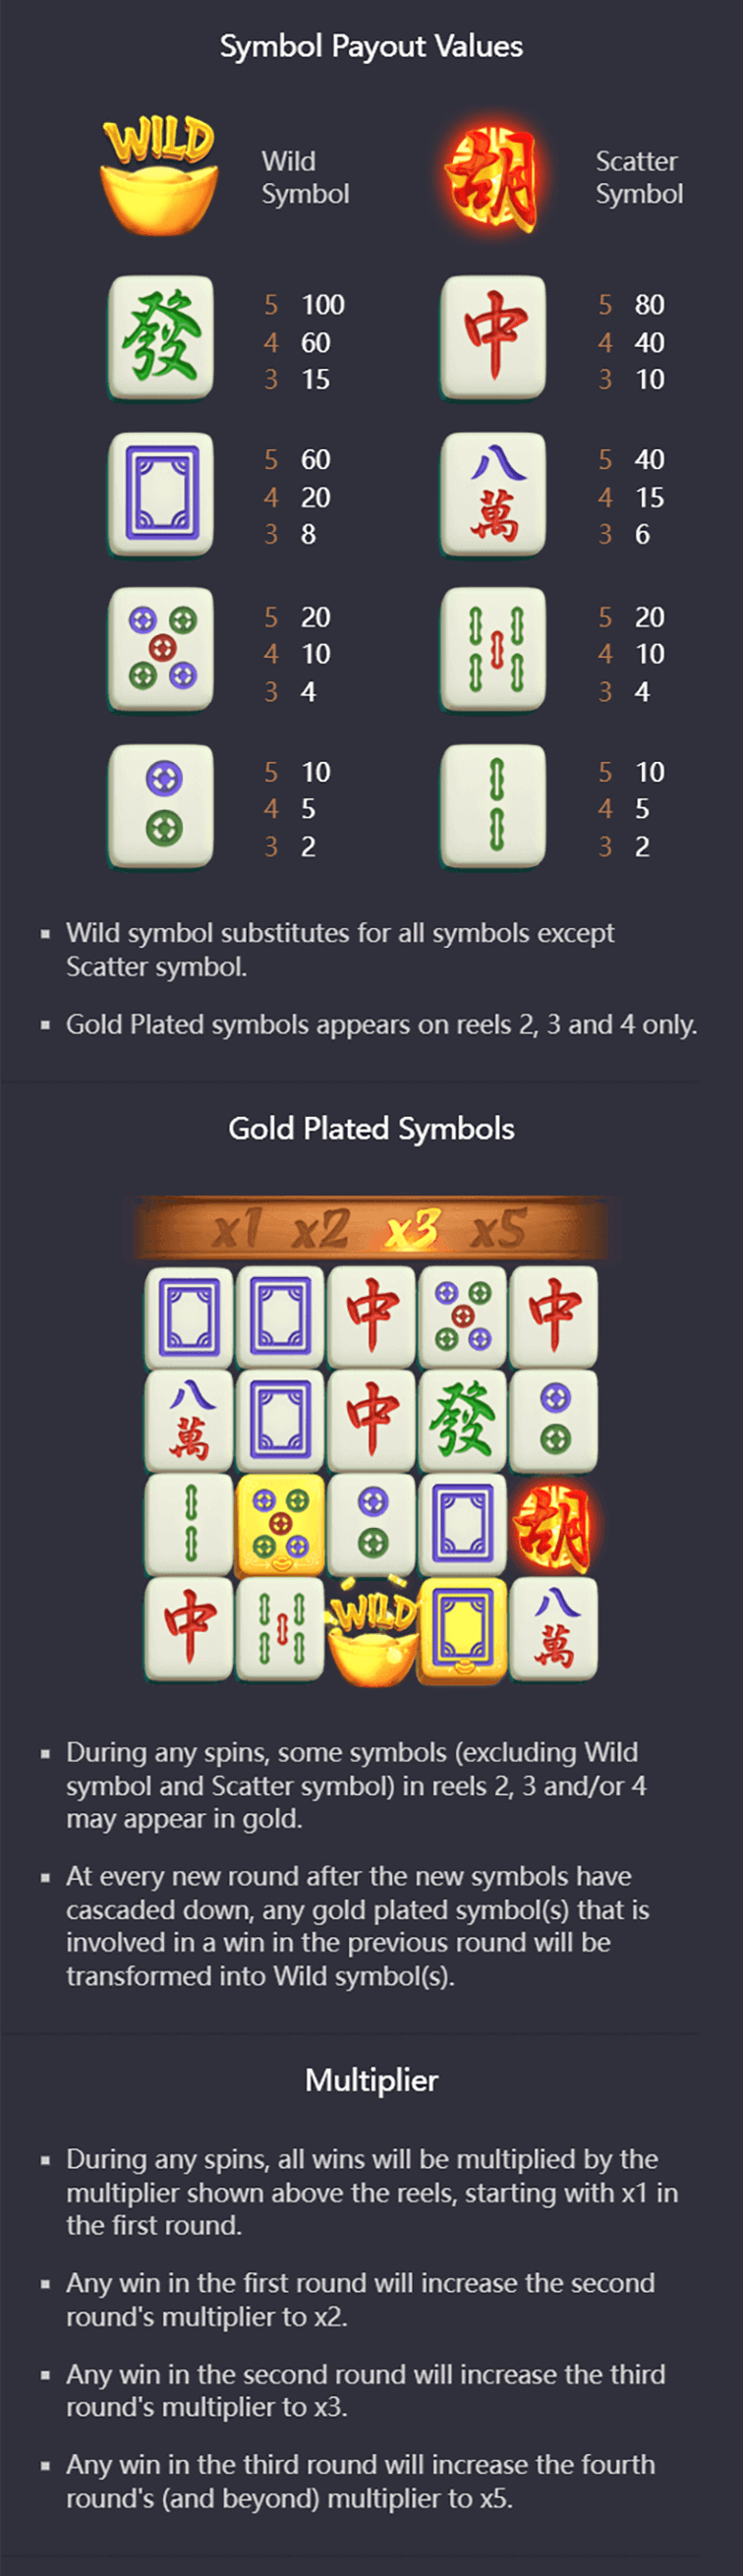 Symbol Payout Values
WILD
Wild
Symbol
胡
Scatter
Symbol
發
5 100
4 60
3 15
中
5 80
4 40
3 10
5 60
4 20
3 8
八
萬
5 40
4 15
3 6
5 20
4 10
3 4
5 20
4 10
3 4
5 10
4 5
3 2
5 10
4 5
3 2
▪ Wild symbol substitutes for all symbols except
Scatter symbol.
▪ Gold Plated symbols appears on reels 2, 3 and 4 only.
Gold Plated Symbols
x1 x2 x3 x5
中 中
八
萬 中 發
胡
中 WILD 八
萬
▪ During any spins, some symbols (excluding Wild
symbol and Scatter symbol) in reels 2, 3 and/or 4
may appear in gold.
▪ At every new round after the new symbols have
cascaded down, any gold plated symbol(s) that is
involved in a win in the previous round will be
transformed into Wild symbol(s).
Multiplier
▪ During any spins, all wins will be multiplied by the
multiplier shown above the reels, starting with x1 in
the first round.
▪ Any win in the first round will increase the second
round's multiplier to x2.
▪ Any win in the second round will increase the third
round's multiplier to x3.
▪ Any win in the third round will increase the fourth
round's (and beyond) multiplier to x5.